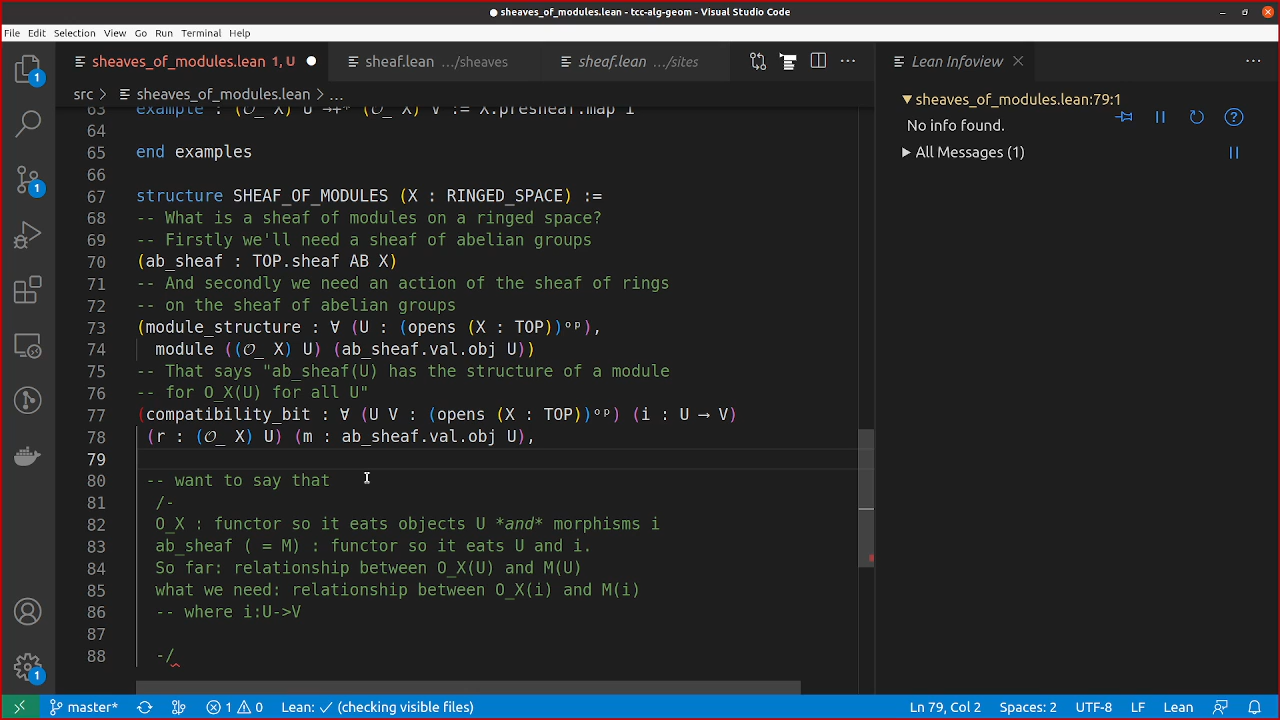 sheaves_of_modules.lean - tcc-alg-geom - Visual Studio Code
File Edit Selection View Go Run Terminal Help
sheaves_of_modules.lean 1, U
sheaf.lean .../sheaves
sheaf.lean .../sites
Lean Infoview
src > sheaves_of_modules.lean > ...
sheaves_of_modules.lean:79:1
No info found.
All Messages (1)
63 example : (𝒪_ X) U →+* (𝒪_ X) V := X.presheaf.map i
64
65 end examples
66
67 structure SHEAF_OF_MODULES (X : RINGED_SPACE) :=
68 -- What is a sheaf of modules on a ringed space?
69 -- Firstly we'll need a sheaf of abelian groups
70 (ab_sheaf : TOP.sheaf AB X)
71 -- And secondly we need an action of the sheaf of rings
72 -- on the sheaf of abelian groups
73 (module_structure : ∀ (U : (opens (X : TOP))ᵒᵖ),
74 module ((𝒪_ X) U) (ab_sheaf.val.obj U))
75 -- That says "ab_sheaf(U) has the structure of a module
76 -- for O_X(U) for all U"
77 (compatibility_bit : ∀ (U V : (opens (X : TOP))ᵒᵖ) (i : U → V)
78 (r : (𝒪_ X) U) (m : ab_sheaf.val.obj U),
79
80 -- want to say that
81 /-
82 O_X : functor so it eats objects U *and* morphisms i
83 ab_sheaf ( = M) : functor so it eats U and i.
84 So far: relationship between O_X(U) and M(U)
85 what we need: relationship between O_X(i) and M(i)
86 -- where i:U->V
87
88 -/
1
1
1
master* 1 0 Lean: ✓ (checking visible files) Ln 79, Col 2 Spaces: 2 UTF-8 LF Lean